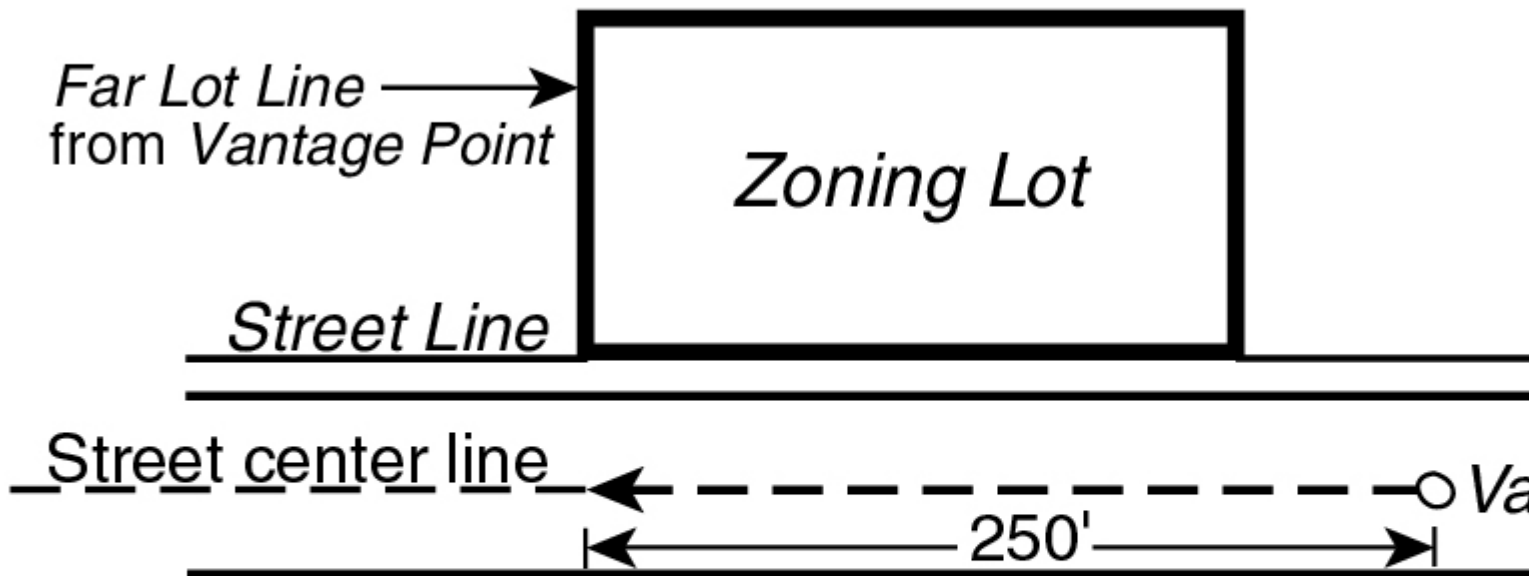 Far Lot Line
from Vantage Point
Zoning Lot
Street Line
Street center line
250'